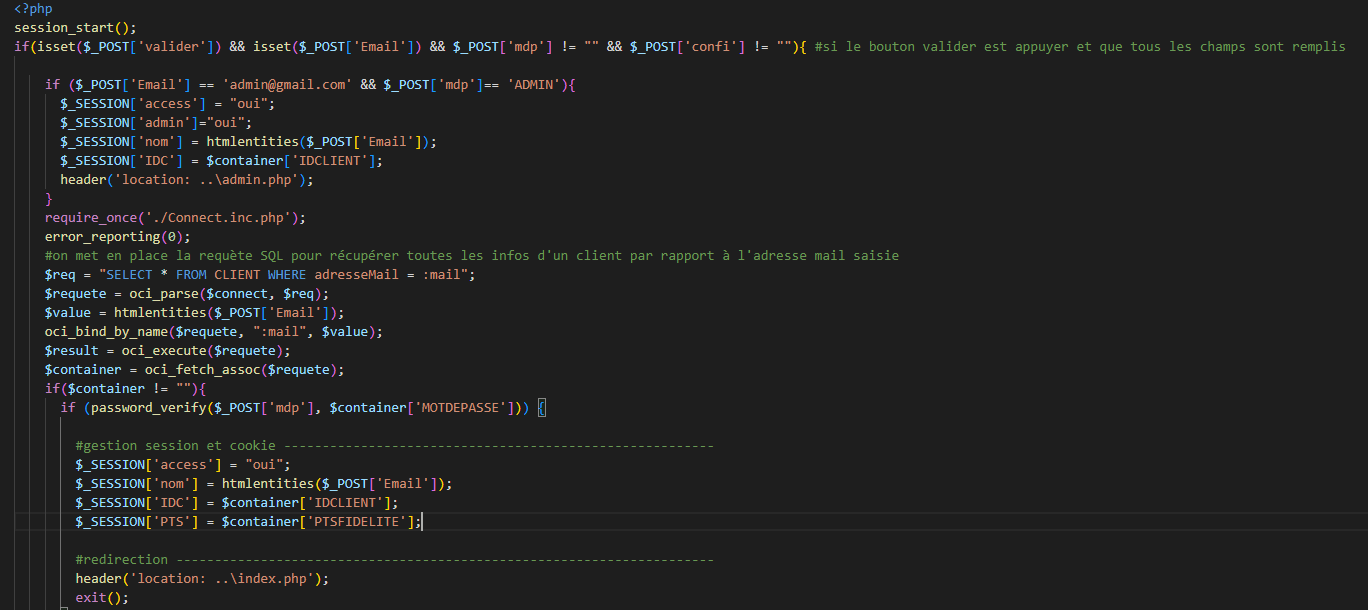 <?php
session_start();
if(isset($_POST['valider']) && isset($_POST['Email']) && $_POST['mdp'] != "" && $_POST['confi'] != ""){ #si le bouton valider est appuyer et que tous les champs sont remplis
if ($_POST['Email'] == 'admin@gmail.com' && $_POST['mdp']== 'ADMIN'){
$_SESSION['access'] = "oui";
$_SESSION['admin']="oui";
$_SESSION['nom'] = htmlentities($_POST['Email']);
$_SESSION['IDC'] = $container['IDCLIENT'];
header('location: ..\admin.php');
}
require_once('./Connect.inc.php');
error_reporting(0);
#on met en place la requète SQL pour récupérer toutes les infos d'un client par rapport à l'adresse mail saisie
$req = "SELECT * FROM CLIENT WHERE adresseMail = :mail";
$requete = oci_parse($connect, $req);
$value = htmlentities($_POST['Email']);
oci_bind_by_name($requete, ":mail", $value);
$result = oci_execute($requete);
$container = oci_fetch_assoc($requete);
if($container != ""){
if (password_verify($_POST['mdp'], $container['MOTDEPASSE'])) {
#gestion session et cookie --------------------------------------------------------
$_SESSION['access'] = "oui";
$_SESSION['nom'] = htmlentities($_POST['Email']);
$_SESSION['IDC'] = $container['IDCLIENT'];
$_SESSION['PTS'] = $container['PTSFIDELITE'];
#redirection ----------------------------------------------------------------------
header('location: ..\index.php');
exit();